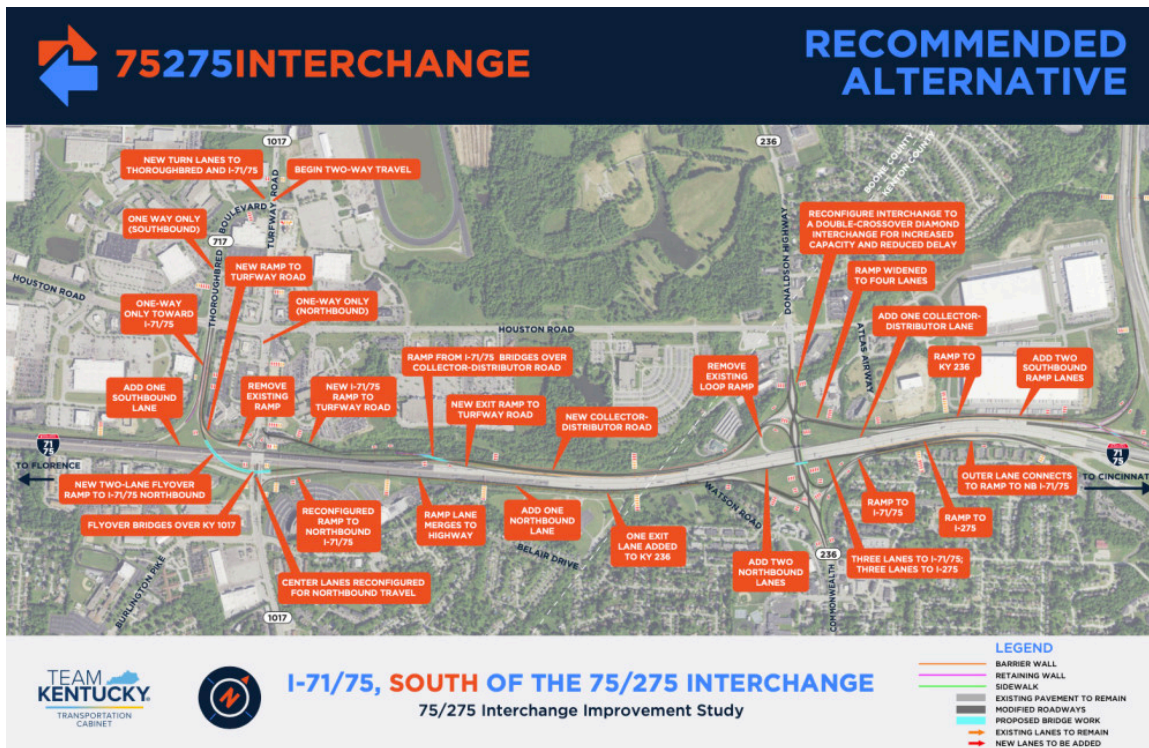 75275INTERCHANGE
RECOMMENDED
ALTERNATIVE
1017
236
NEW TURN LANES TO
THOROUGHBRED AND I-71/75
BEGIN TWO-WAY TRAVEL
BOONE COUNTY
KENTON COUNTY
ONE WAY ONLY
(SOUTHBOUND)
BOULEVARD
TURFWAY ROAD
717
THOROUGHBRED
RECONFIGURE INTERCHANGE TO
A DOUBLE-CROSSOVER DIAMOND
INTERCHANGE FOR INCREASED
CAPACITY AND REDUCED DELAY
DONALDSON HIGHWAY
HOUSTON ROAD
NEW RAMP TO
TURFWAY ROAD
RAMP WIDENED
TO FOUR LANES
ONE-WAY
ONLY TOWARD
I-71/75
ONE-WAY ONLY
(NORTHBOUND)
HOUSTON ROAD
ADD ONE COLLECTOR-
DISTRIBUTOR LANE
ATLAS AIRWAY
RAMP FROM I-71/75 BRIDGES OVER
COLLECTOR-DISTRIBUTOR ROAD
REMOVE
EXISTING
LOOP RAMP
RAMP TO
KY 236
ADD TWO
SOUTHBOUND
RAMP LANES
ADD ONE
SOUTHBOUND
LANE
REMOVE
EXISTING
RAMP
NEW I-71/75
RAMP TO
TURFWAY ROAD
NEW EXIT RAMP TO
TURFWAY ROAD
NEW COLLECTOR-
DISTRIBUTOR ROAD
71
75
TO FLORENCE
71
75
TO CINCINNATI
NEW TWO-LANE FLYOVER
RAMP TO I-71/75 NORTHBOUND
FLYOVER BRIDGES OVER KY 1017
RECONFIGURED
RAMP TO
NORTHBOUND
I-71/75
RAMP LANE
MERGES TO
HIGHWAY
ADD ONE
NORTHBOUND
LANE
ONE EXIT
LANE ADDED
TO KY 236
WATSON ROAD
ADD TWO
NORTHBOUND
LANES
RAMP TO
I-71/75
RAMP TO
I-275
OUTER LANE CONNECTS
TO RAMP TO NB I-71/75
THREE LANES TO I-71/75;
THREE LANES TO I-275
BELAIR DRIVE
CENTER LANES RECONFIGURED
FOR NORTHBOUND TRAVEL
BURLINGTON PIKE
1017
236
COMMONWEALTH
TEAM
KENTUCKY
TRANSPORTATION
CABINET
N
I-71/75, SOUTH OF THE 75/275 INTERCHANGE
75/275 Interchange Improvement Study
LEGEND
BARRIER WALL
RETAINING WALL
SIDEWALK
EXISTING PAVEMENT TO REMAIN
MODIFIED ROADWAYS
PROPOSED BRIDGE WORK
EXISTING LANES TO REMAIN
NEW LANES TO BE ADDED